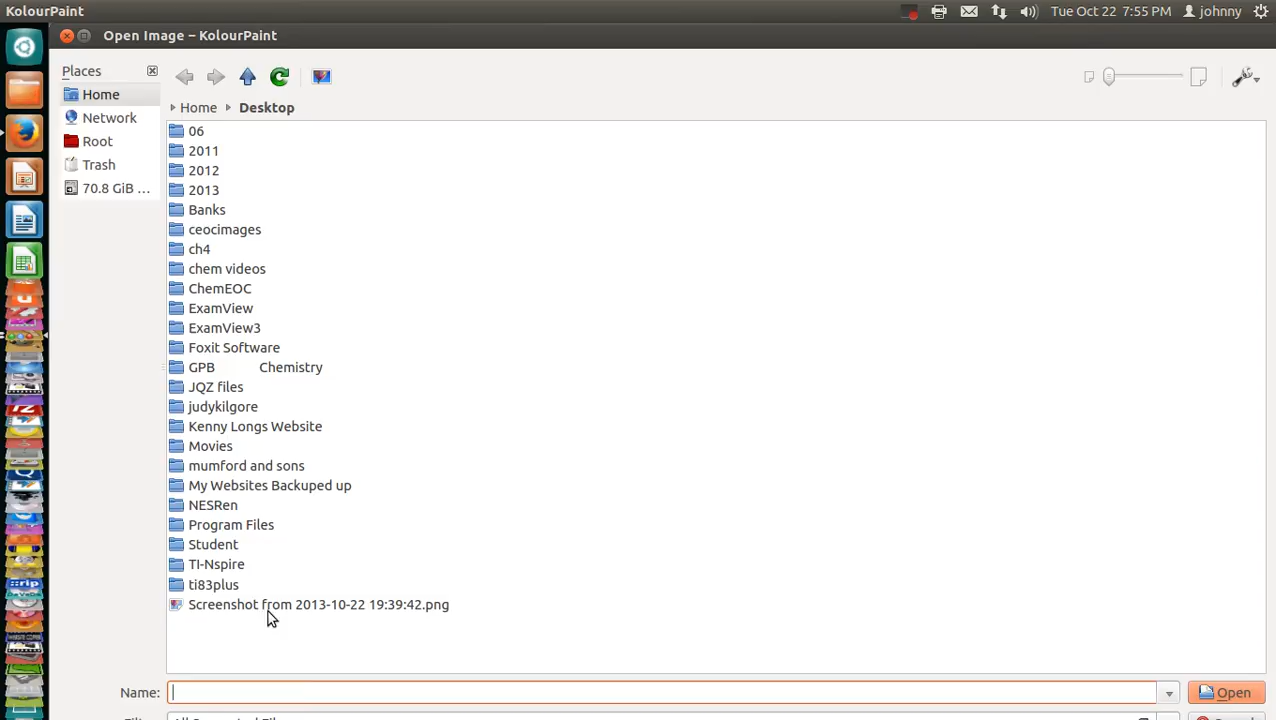 KolourPaint
Tue Oct 22 7:55 PM johnny
Open Image – KolourPaint
Places
Home
Network
Root
Trash
70.8 GiB ...
Home Desktop
06
2011
2012
2013
Banks
ceocimages
ch4
chem videos
ChemEOC
ExamView
ExamView3
Foxit Software
GPB Chemistry
JQZ files
judykilgore
Kenny Longs Website
Movies
mumford and sons
My Websites Backuped up
NESRen
Program Files
Student
TI-Nspire
ti83plus
Screenshot from 2013-10-22 19:39:42.png
Name:
Open